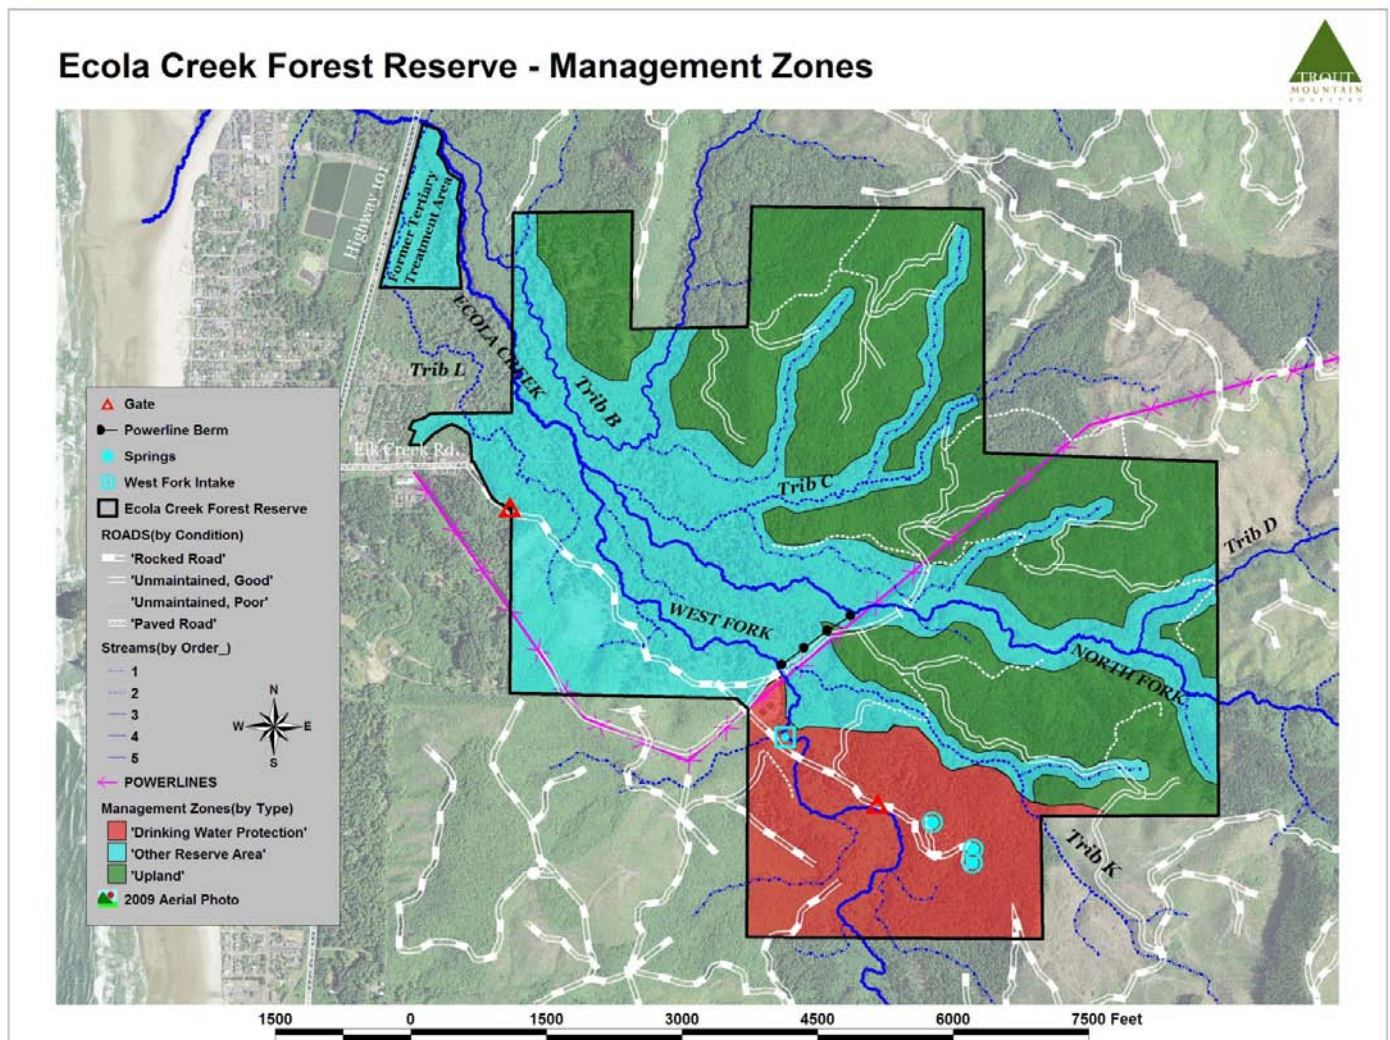 Ecola Creek Forest Reserve - Management Zones
TROUT
MOUNTAIN
FORESTRY
Highway 101
Former Tertiary
Treatment Area
ECOLA CREEK
Trib L
Trib B
Elk Creek Rd.
Trib C
Trib D
WEST FORK
NORTH FORK
Trib K
Gate
Powerline Berm
Springs
West Fork Intake
Ecola Creek Forest Reserve
ROADS(by Condition)
'Rocked Road'
'Unmaintained, Good'
'Unmaintained, Poor'
'Paved Road'
Streams(by Order_)
1
2
3
4
5
N
W E
S
POWERLINES
Management Zones(by Type)
'Drinking Water Protection'
'Other Reserve Area'
'Upland'
2009 Aerial Photo
1500 0 1500 3000 4500 6000 7500 Feet